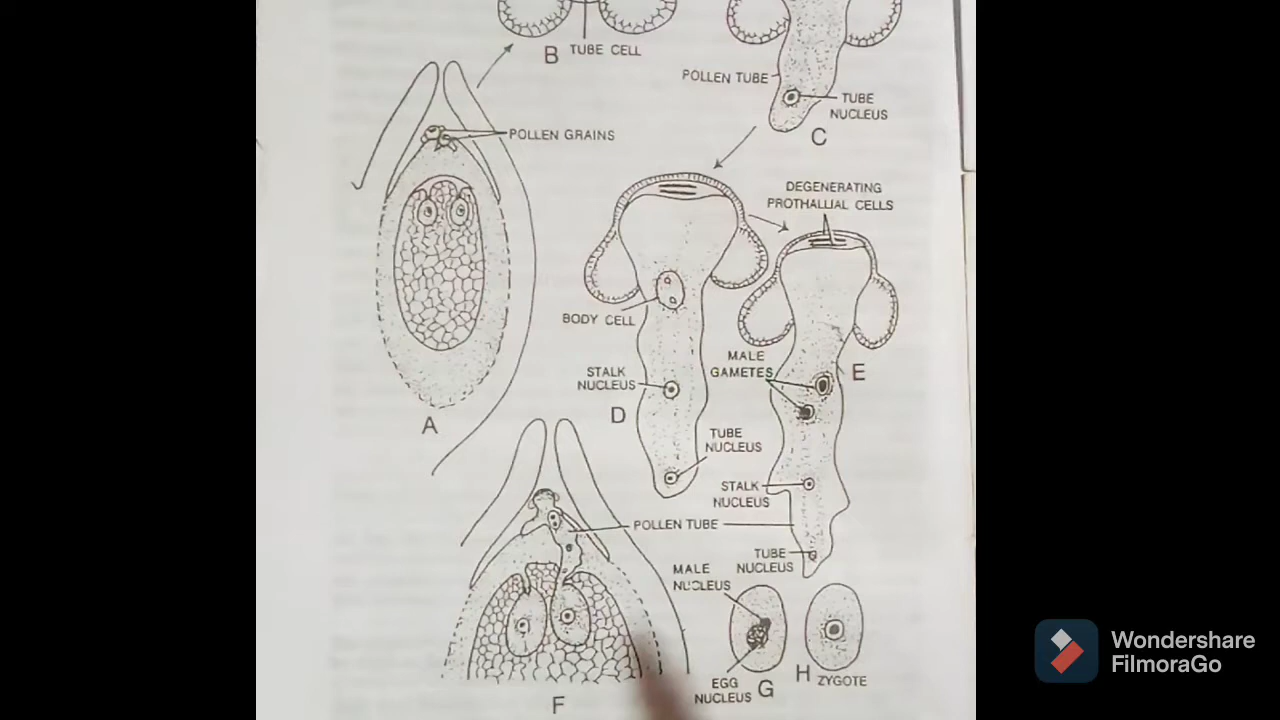 B
TUBE CELL
POLLEN TUBE
TUBE
NUCLEUS
C
POLLEN GRAINS
A
DEGENERATING
PROTHALLIAL CELLS
BODY CELL
STALK
NUCLEUS
D
TUBE
NUCLEUS
MALE
GAMETES
E
STALK
NUCLEUS
POLLEN TUBE
TUBE
NUCLEUS
MALE
NUCLEUS
EGG
NUCLEUS
G
H
ZYGOTE
F
Wondershare
FilmoraGo